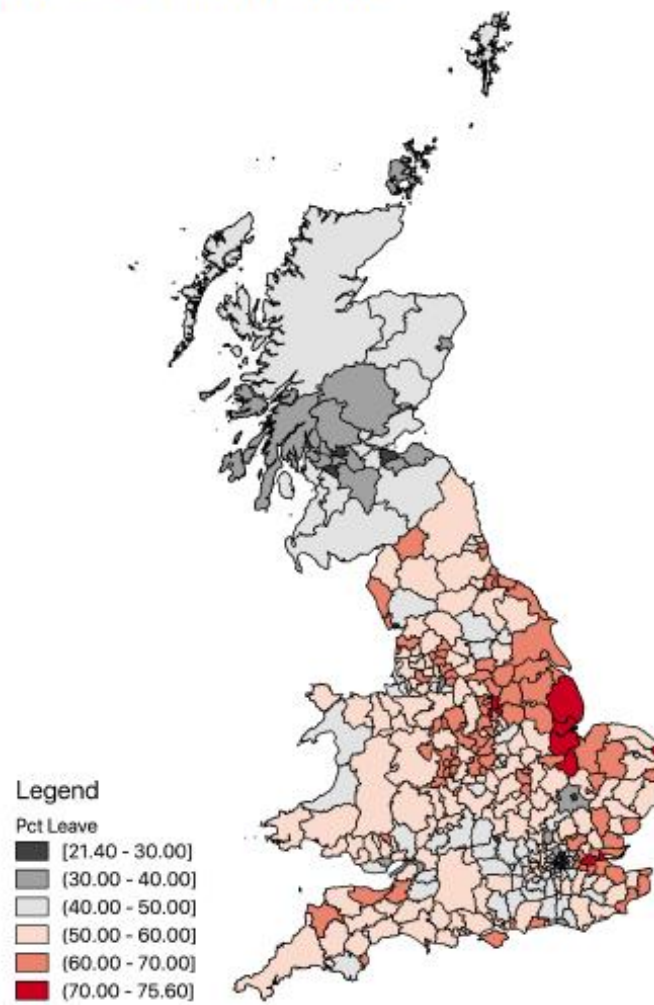 Legend
Pct Leave
[21.40 - 30.00]
(30.00 - 40.00]
(40.00 - 50.00]
(50.00 - 60.00]
(60.00 - 70.00]
(70.00 - 75.60]